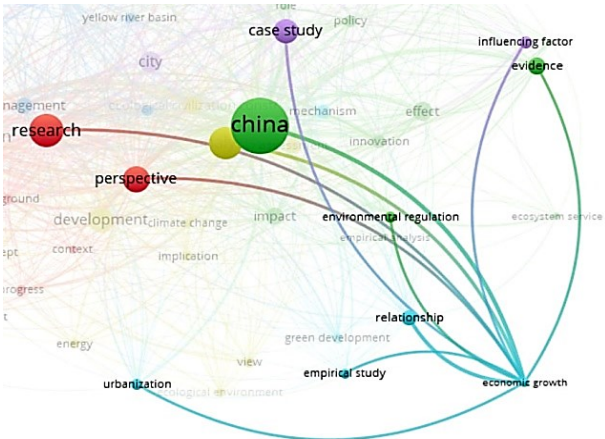 rule
yellow river basin
policy
case study
influencing factor
city
evidence
nagement
mechanism
effect
china
research
innovation
perspective
ground
development
climate change
impact
environmental regulation
ecosystem service
empirical analysis
context
implication
progress
relationship
green development
energy
view
empirical study
economic growth
urbanization
ecological environment